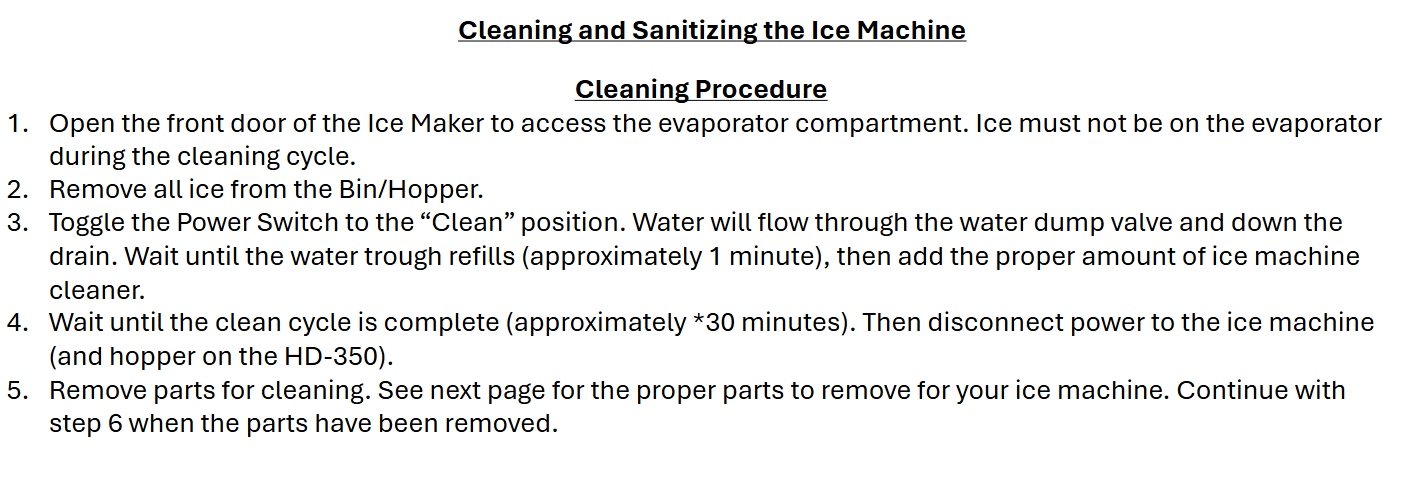 Cleaning and Sanitizing the Ice Machine
Cleaning Procedure
1. Open the front door of the Ice Maker to access the evaporator compartment. Ice must not be on the evaporator
during the cleaning cycle.
2. Remove all ice from the Bin/Hopper.
3. Toggle the Power Switch to the “Clean” position. Water will flow through the water dump valve and down the
drain. Wait until the water trough refills (approximately 1 minute), then add the proper amount of ice machine
cleaner.
4. Wait until the clean cycle is complete (approximately *30 minutes). Then disconnect power to the ice machine
(and hopper on the HD-350).
5. Remove parts for cleaning. See next page for the proper parts to remove for your ice machine. Continue with
step 6 when the parts have been removed.